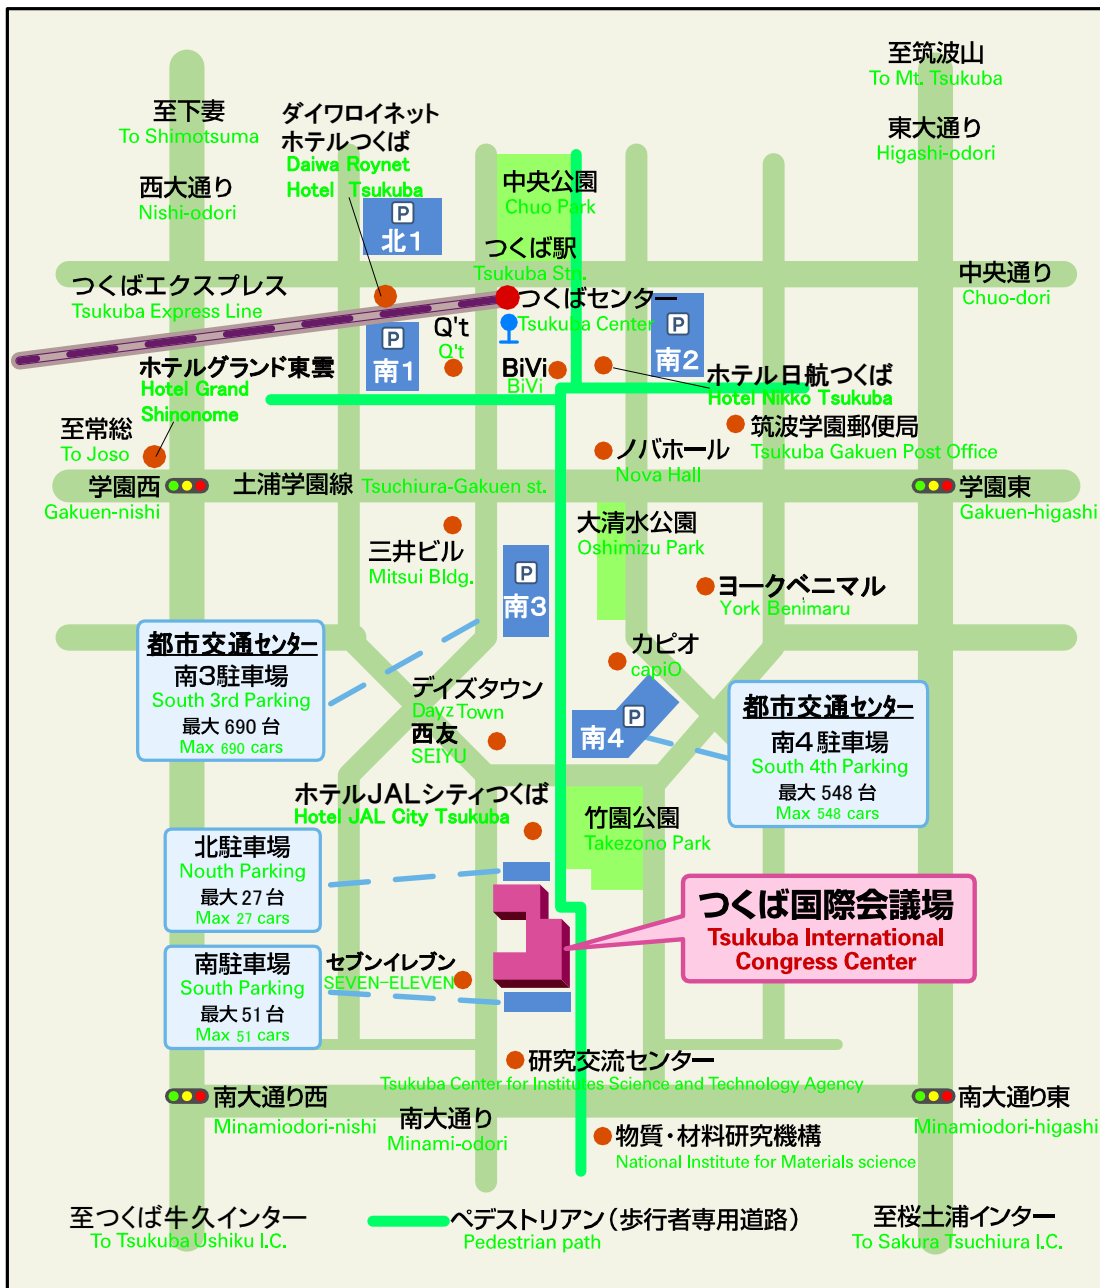 至筑波山
To Mt. Tsukuba
至下妻
To Shimotsuma
ダイワロイネット
ホテルつくば
Daiwa Roynet
Hotel Tsukuba
東大通り
Higashi-odori
西大通り
Nishi-odori
中央公園
Chuo Park
P
北1
つくば駅
Tsukuba Stn.
つくばエクスプレス
Tsukuba Express Line
中央通り
Chuo-dori
つくばセンター
Tsukuba Center
Q't
Q't
P
南1
P
南2
BiVi
BiVi
ホテルグランド東雲
Hotel Grand
Shinonome
ホテル日航つくば
Hotel Nikko Tsukuba
至常総
To Joso
筑波学園郵便局
Tsukuba Gakuen Post Office
ノバホール
Nova Hall
学園西
Gakuen-nishi
土浦学園線
Tsuchiura-Gakuen st.
学園東
Gakuen-higashi
大清水公園
Oshimizu Park
三井ビル
Mitsui Bldg.
P
南3
ヨークベニマル
York Benimaru
都市交通センター
南3駐車場
South 3rd Parking
最大 690 台
Max 690 cars
カピオ
capiO
デイズタウン
Dayz Town
西友
SEIYU
P
南4
都市交通センター
南4駐車場
South 4th Parking
最大 548 台
Max 548 cars
ホテルJALシティつくば
Hotel JAL City Tsukuba
竹園公園
Takezono Park
北駐車場
Nouth Parking
最大 27 台
Max 27 cars
つくば国際会議場
Tsukuba International
Congress Center
南駐車場
South Parking
最大 51 台
Max 51 cars
セブンイレブン
SEVEN-ELEVEN
研究交流センター
Tsukuba Center for Institutes Science and Technology Agency
南大通り西
Minamiodori-nishi
南大通り
Minami-odori
南大通り東
Minamiodori-higashi
物質・材料研究機構
National Institute for Materials science
至つくば牛久インター
To Tsukuba Ushiku I.C.
ペデストリアン（歩行者専用道路）
Pedestrian path
至桜土浦インター
To Sakura Tsuchiura I.C.